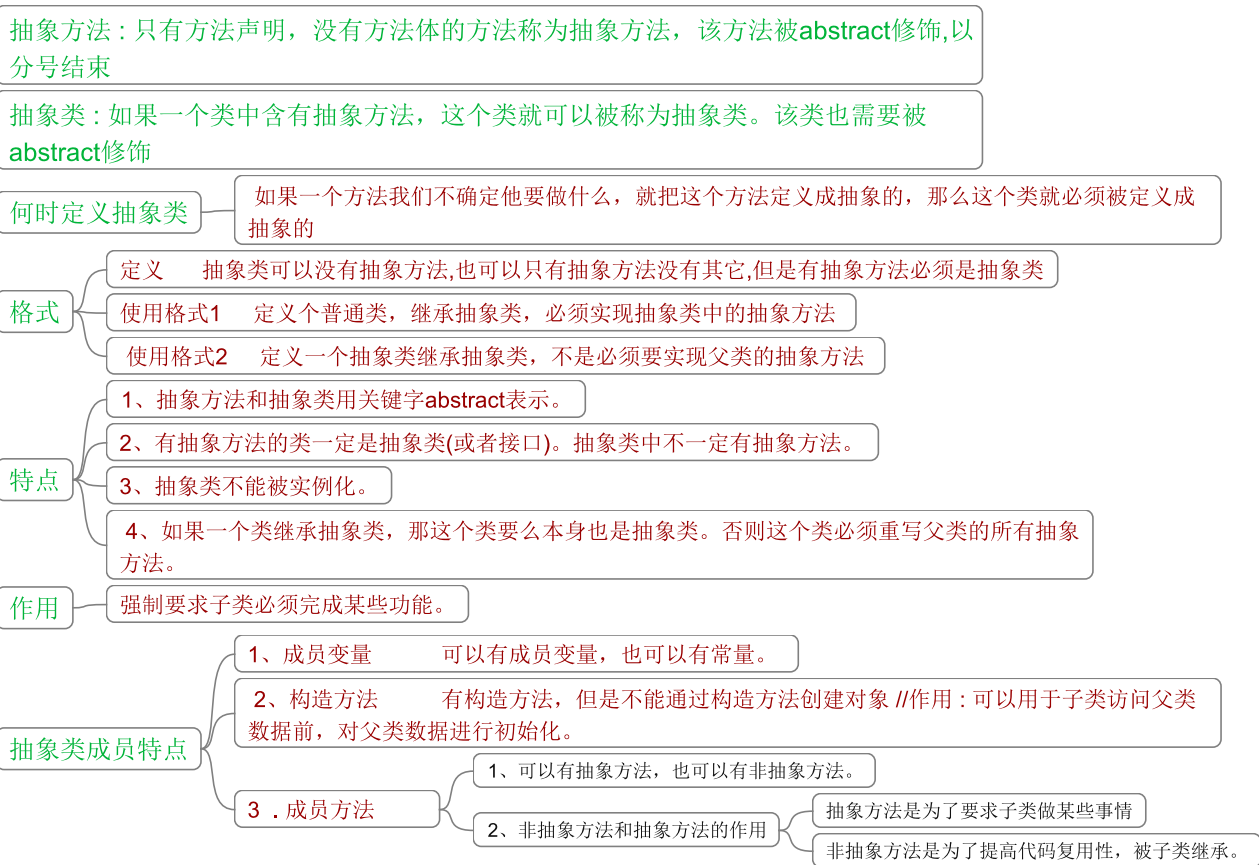 抽象方法 : 只有方法声明，没有方法体的方法称为抽象方法，该方法被abstract修饰,以
分号结束
抽象类 : 如果一个类中含有抽象方法，这个类就可以被称为抽象类。该类也需要被
abstract修饰
何时定义抽象类
如果一个方法我们不确定他要做什么，就把这个方法定义成抽象的，那么这个类就必须被定义成
抽象的
格式
定义 抽象类可以没有抽象方法,也可以只有抽象方法没有其它,但是有抽象方法必须是抽象类
使用格式1 定义个普通类，继承抽象类，必须实现抽象类中的抽象方法
使用格式2 定义一个抽象类继承抽象类，不是必须要实现父类的抽象方法
特点
1、抽象方法和抽象类用关键字abstract表示。
2、有抽象方法的类一定是抽象类(或者接口)。抽象类中不一定有抽象方法。
3、抽象类不能被实例化。
4、如果一个类继承抽象类，那这个类要么本身也是抽象类。否则这个类必须重写父类的所有抽象
方法。
作用
强制要求子类必须完成某些功能。
抽象类成员特点
1、成员变量 可以有成员变量，也可以有常量。
2、构造方法 有构造方法，但是不能通过构造方法创建对象 //作用 : 可以用于子类访问父类
数据前，对父类数据进行初始化。
3 . 成员方法
1、可以有抽象方法，也可以有非抽象方法。
2、非抽象方法和抽象方法的作用
抽象方法是为了要求子类做某些事情
非抽象方法是为了提高代码复用性，被子类继承。